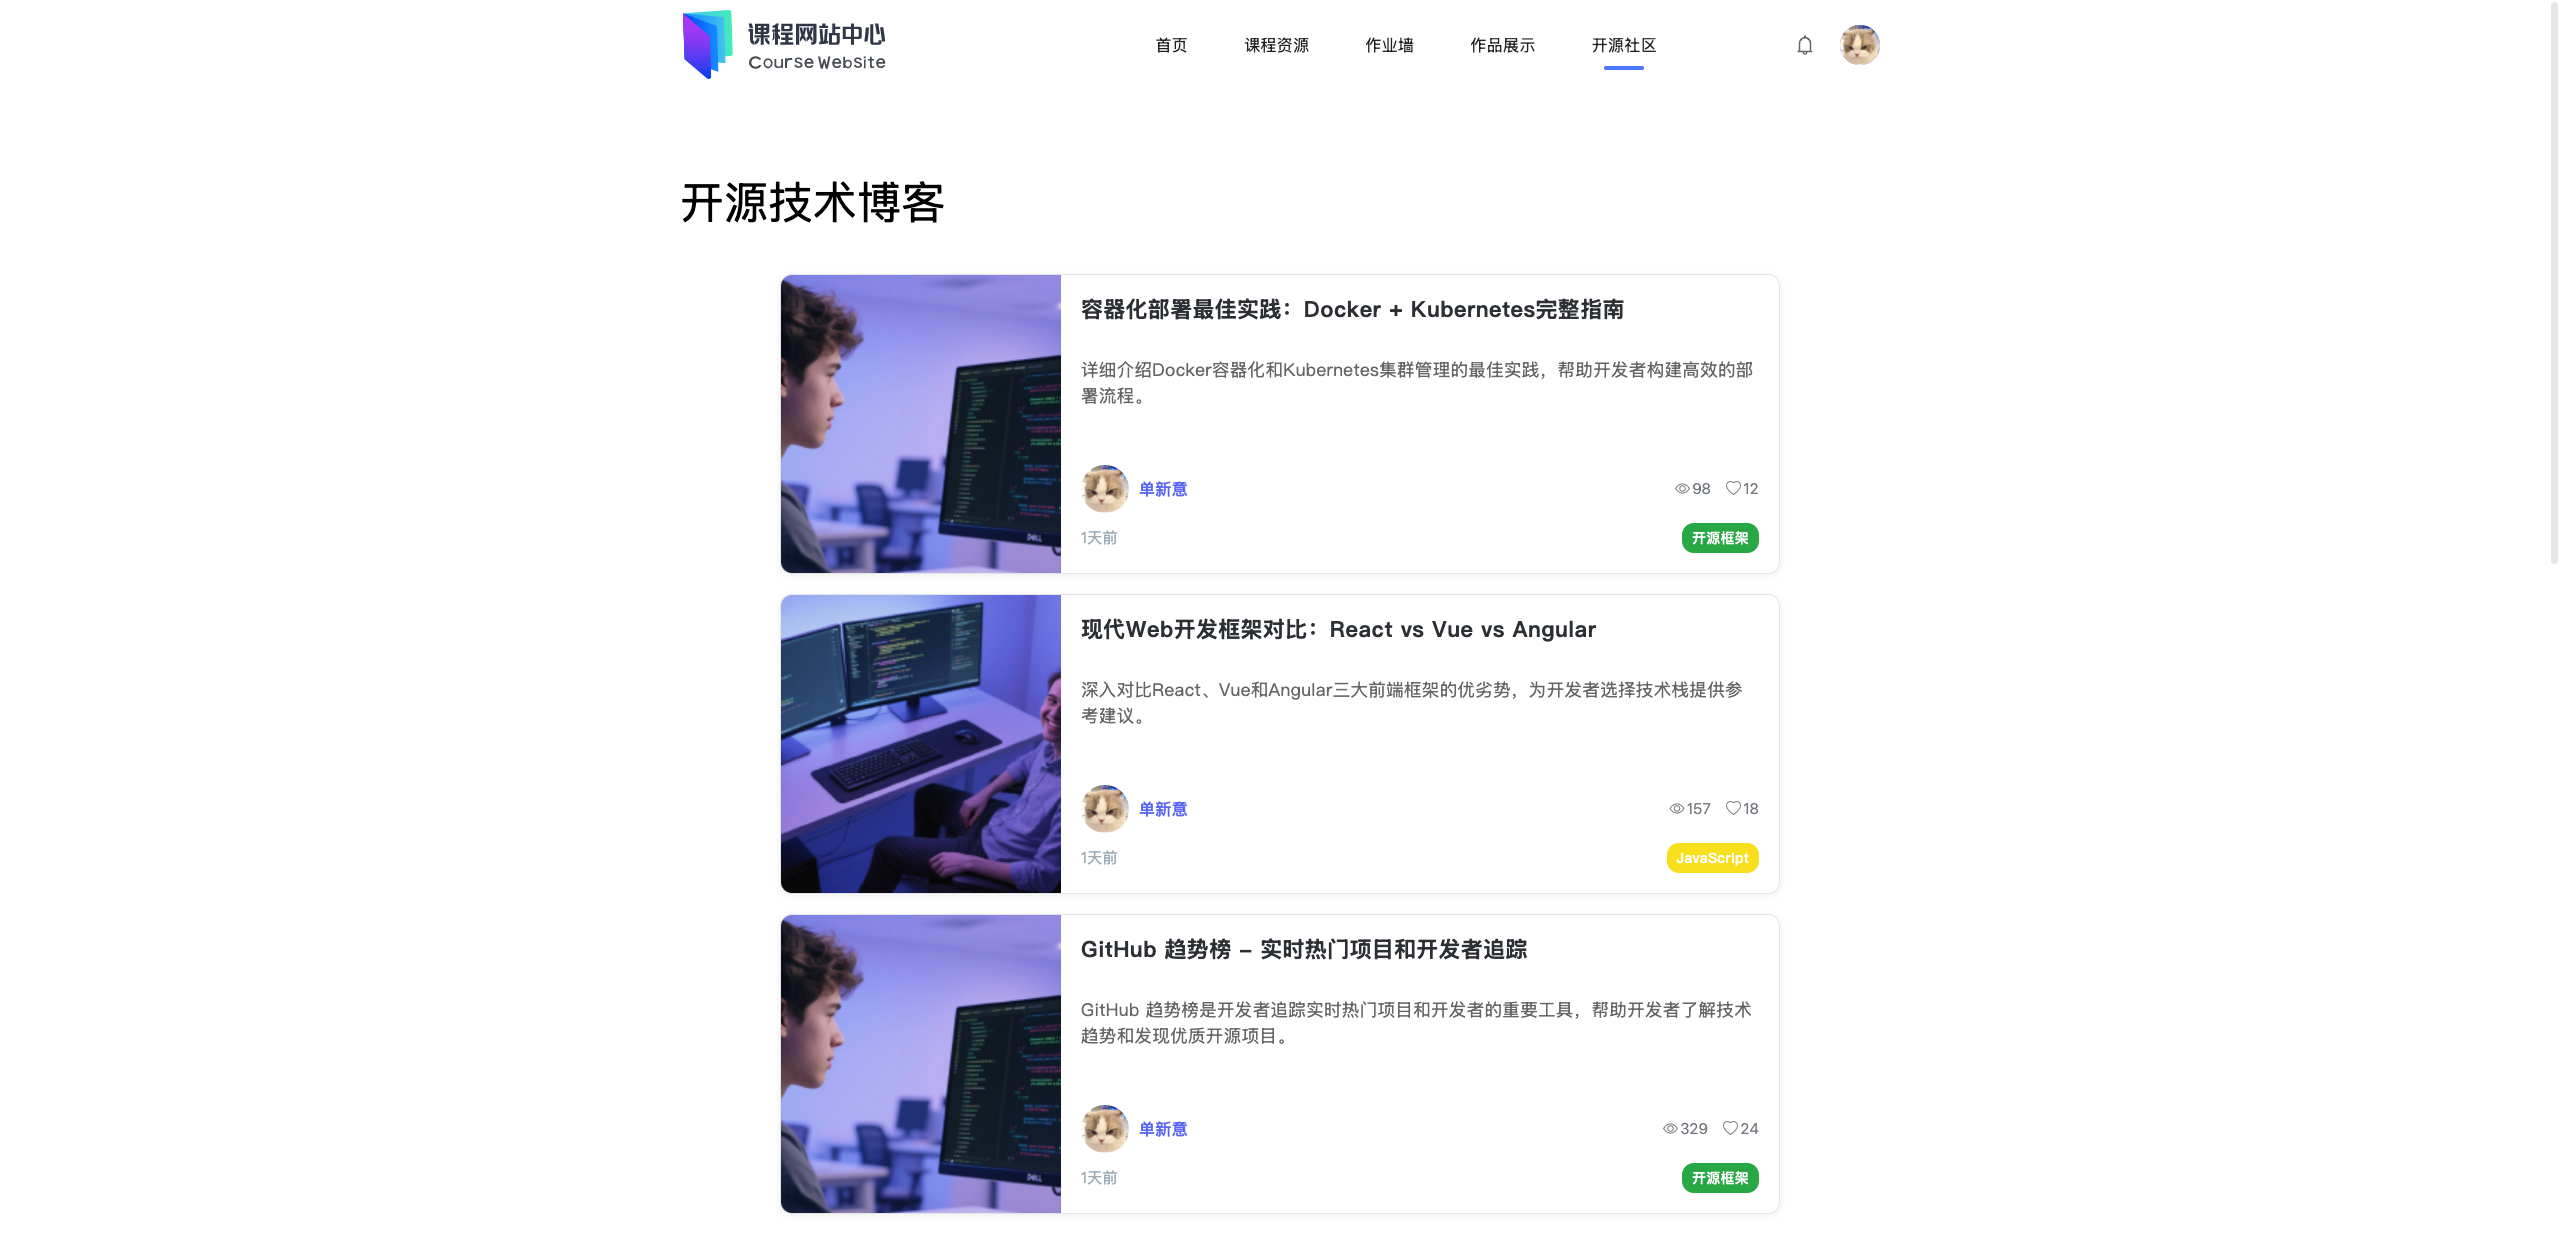 课程网站中心
Course Website
首页 课程资源 作业墙 作品展示 开源社区
开源技术博客
容器化部署最佳实践：Docker + Kubernetes完整指南
详细介绍Docker容器化和Kubernetes集群管理的最佳实践，帮助开发者构建高效的部
署流程。
单新意 98 12
1天前 开源框架
现代Web开发框架对比：React vs Vue vs Angular
深入对比React、Vue和Angular三大前端框架的优劣势，为开发者选择技术栈提供参
考建议。
单新意 157 18
1天前 JavaScript
GitHub 趋势榜 – 实时热门项目和开发者追踪
GitHub 趋势榜是开发者追踪实时热门项目和开发者的重要工具，帮助开发者了解技术
趋势和发现优质开源项目。
单新意 329 24
1天前 开源框架